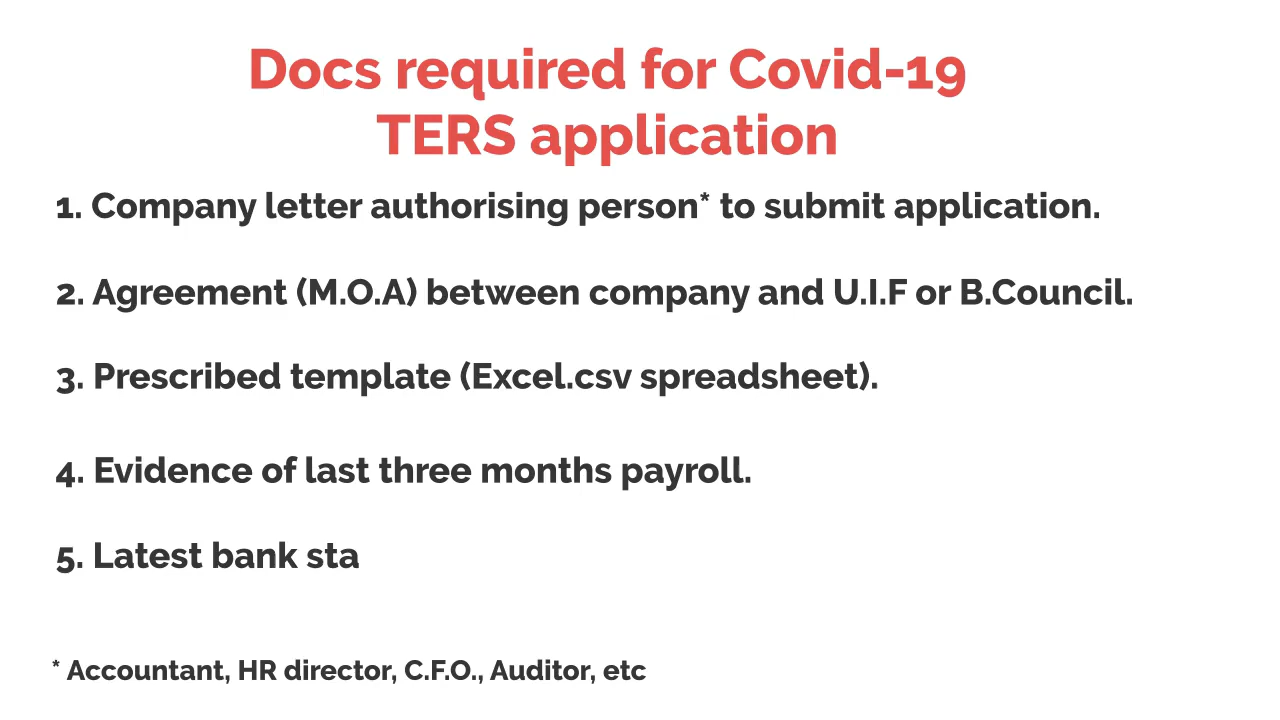 Docs required for Covid-19
TERS application
1. Company letter authorising person* to submit application.
2. Agreement (M.O.A) between company and U.I.F or B.Council.
3. Prescribed template (Excel.csv spreadsheet).
4. Evidence of last three months payroll.
5. Latest bank sta
* Accountant, HR director, C.F.O., Auditor, etc